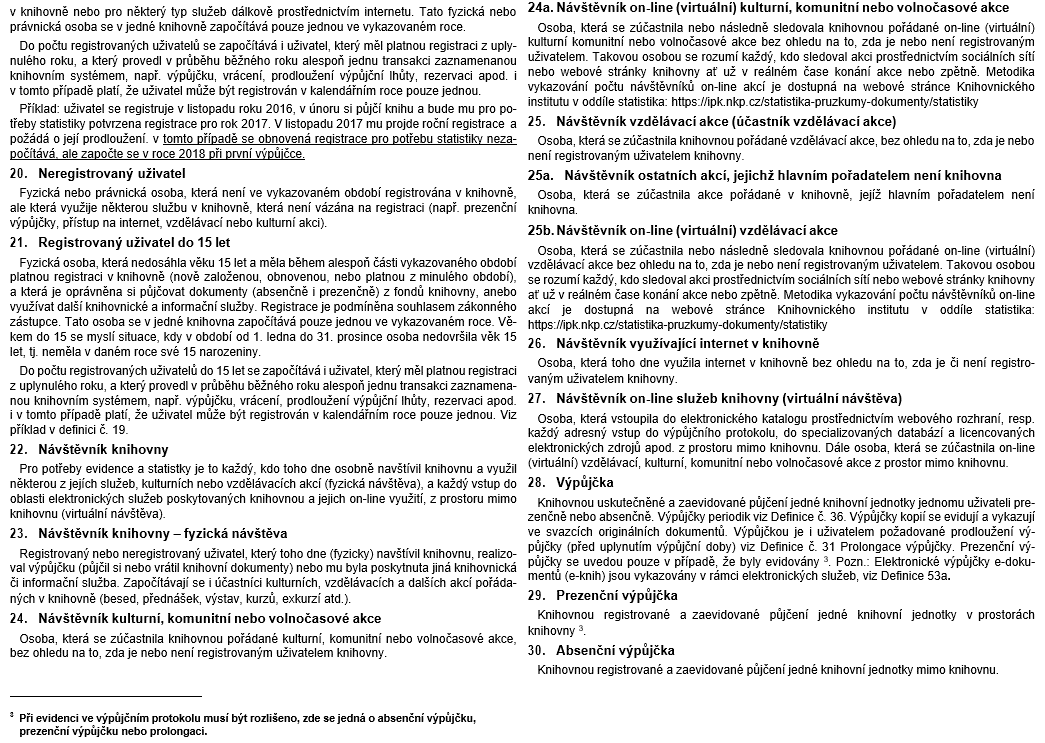 v knihovně nebo pro některý typ služeb dálkově prostřednictvím internetu. Tato fyzická nebo
právnická osoba se v jedné knihovně započítává pouze jednou ve vykazovaném roce.
Do počtu registrovaných uživatelů se započítává i uživatel, který měl platnou registraci z uply-
nulého roku, a který provedl v průběhu běžného roku alespoň jednu transakci zaznamenanou
knihovním systémem, např. výpůjčku, vrácení, prodloužení výpůjční lhůty, rezervaci apod. i
v tomto případě platí, že uživatel může být registrován v kalendářním roce pouze jednou.
Příklad: uživatel se registruje v listopadu roku 2016, v únoru si půjčí knihu a bude mu pro po-
třeby statistiky potvrzena registrace pro rok 2017. V listopadu 2017 mu projde roční registrace a
požádá o její prodloužení. v tomto případě se obnovená registrace pro potřebu statistiky neza-
počítává, ale započte se v roce 2018 při první výpůjčce.
20. Neregistrovaný uživatel
Fyzická nebo právnická osoba, která není ve vykazovaném období registrována v knihovně,
ale která využije některou službu v knihovně, která není vázána na registraci (např. prezenční
výpůjčky, přístup na internet, vzdělávací nebo kulturní akci).
21. Registrovaný uživatel do 15 let
Fyzická osoba, která nedosáhla věku 15 let a měla během alespoň části vykazovaného období
platnou registraci v knihovně (nově založenou, obnovenou, nebo platnou z minulého období),
a která je oprávněna si půjčovat dokumenty (absenčně i prezenčně) z fondů knihovny, anebo
využívat další knihovnické a informační služby. Registrace je podmíněna souhlasem zákonného
zástupce. Tato osoba se v jedné knihovna započítává pouze jednou ve vykazovaném roce. Vě-
kem do 15 se myslí situace, kdy v období od 1. ledna do 31. prosince osoba nedovršila věk 15
let, tj. neměla v daném roce své 15 narozeniny.
Do počtu registrovaných uživatelů do 15 let se započítává i uživatel, který měl platnou registraci
z uplynulého roku, a který provedl v průběhu běžného roku alespoň jednu transakci zaznamena-
nou knihovním systémem, např. výpůjčku, vrácení, prodloužení výpůjční lhůty, rezervaci apod.
i v tomto případě platí, že uživatel může být registrován v kalendářním roce pouze jednou. Viz
příklad v definici č. 19.
22. Návštěvník knihovny
Pro potřeby evidence a statistky je to každý, kdo toho dne osobně navštívil knihovnu a využil
některou z jejích služeb, kulturních nebo vzdělávacích akcí (fyzická návštěva), a každý vstup do
oblasti elektronických služeb poskytovaných knihovnou a jejich on-line využití, z prostoru mimo
knihovnu (virtuální návštěva).
23. Návštěvník knihovny – fyzická návštěva
Registrovaný nebo neregistrovaný uživatel, který toho dne (fyzicky) navštívil knihovnu, realizo-
val výpůjčku (půjčil si nebo vrátil knihovní dokumenty) nebo mu byla poskytnuta jiná knihovnická
či informační služba. Započítávají se i účastníci kulturních, vzdělávacích a dalších akcí pořáda-
ných v knihovně (besed, přednášek, výstav, kurzů, exkurzí atd.).
24. Návštěvník kulturní, komunitní nebo volnočasové akce
Osoba, která se zúčastnila knihovnou pořádané kulturní, komunitní nebo volnočasové akce,
bez ohledu na to, zda je nebo není registrovaným uživatelem knihovny.
3 Při evidenci ve výpůjčním protokolu musí být rozlišeno, zde se jedná o absenční výpůjčku,
prezenční výpůjčku nebo prolongaci.
24a. Návštěvník on-line (virtuální) kulturní, komunitní nebo volnočasové akce
Osoba, která se zúčastnila nebo následně sledovala knihovnou pořádané on-line (virtuální)
kulturní komunitní nebo volnočasové akce bez ohledu na to, zda je nebo není registrovaným
uživatelem. Takovou osobou se rozumí každý, kdo sledoval akci prostřednictvím sociálních sítí
nebo webové stránky knihovny ať už v reálném čase konání akce nebo zpětně. Metodika
vykazování počtu návštěvníků on-line akcí je dostupná na webové stránce Knihovnického
institutu v oddíle statistika: https://ipk.nkp.cz/statistika-pruzkumy-dokumenty/statistiky
25. Návštěvník vzdělávací akce (účastník vzdělávací akce)
Osoba, která se zúčastnila knihovnou pořádané vzdělávací akce, bez ohledu na to, zda je nebo
není registrovaným uživatelem knihovny.
25a. Návštěvník ostatních akcí, jejichž hlavním pořadatelem není knihovna
Osoba, která se zúčastnila akce pořádané v knihovně, jejíž hlavním pořadatelem není
knihovna.
25b. Návštěvník on-line (virtuální) vzdělávací akce
Osoba, která se zúčastnila nebo následně sledovala knihovnou pořádané on-line (virtuální)
vzdělávací akce bez ohledu na to, zda je nebo není registrovaným uživatelem. Takovou osobou
se rozumí každý, kdo sledoval akci prostřednictvím sociálních sítí nebo webové stránky knihovny
ať už v reálném čase konání akce nebo zpětně. Metodika vykazování počtu návštěvníků on-line
akcí je dostupná na webové stránce Knihovnického institutu v oddíle statistika:
https://ipk.nkp.cz/statistika-pruzkumy-dokumenty/statistiky
26. Návštěvník využívající internet v knihovně
Osoba, která toho dne využila internet v knihovně bez ohledu na to, zda je či není registro-
vaným uživatelem knihovny.
27. Návštěvník on-line služeb knihovny (virtuální návštěva)
Osoba, která vstoupila do elektronického katalogu prostřednictvím webového rozhraní, resp.
každý adresný vstup do výpůjčního protokolu, do specializovaných databází a licencovaných
elektronických zdrojů apod. z prostoru mimo knihovnu. Dále osoba, která se zúčastnila on-line
(virtuální) vzdělávací, kulturní, komunitní nebo volnočasové akce z prostor mimo knihovnu.
28. Výpůjčka
Knihovnou uskutečněné a zaevidované půjčení jedné knihovní jednotky jednomu uživateli pre-
zenčně nebo absenčně. Výpůjčky periodik viz Definice č. 36. Výpůjčky kopií se evidují a vykazují
ve svazcích originálních dokumentů. Výpůjčkou je i uživatelem požadované prodloužení vý-
půjčky (před uplynutím výpůjční doby) viz Definice č. 31 Prolongace výpůjčky. Prezenční vý-
půjčky se uvedou pouze v případě, že byly evidovány 3. Pozn.: Elektronické výpůjčky e-doku-
mentů (e-knih) jsou vykazovány v rámci elektronických služeb, viz Definice 53a.
29. Prezenční výpůjčka
Knihovnou registrované a zaevidované půjčení jedné knihovní jednotky v prostorách
knihovny 3.
30. Absenční výpůjčka
Knihovnou registrované a zaevidované půjčení jedné knihovní jednotky mimo knihovnu.